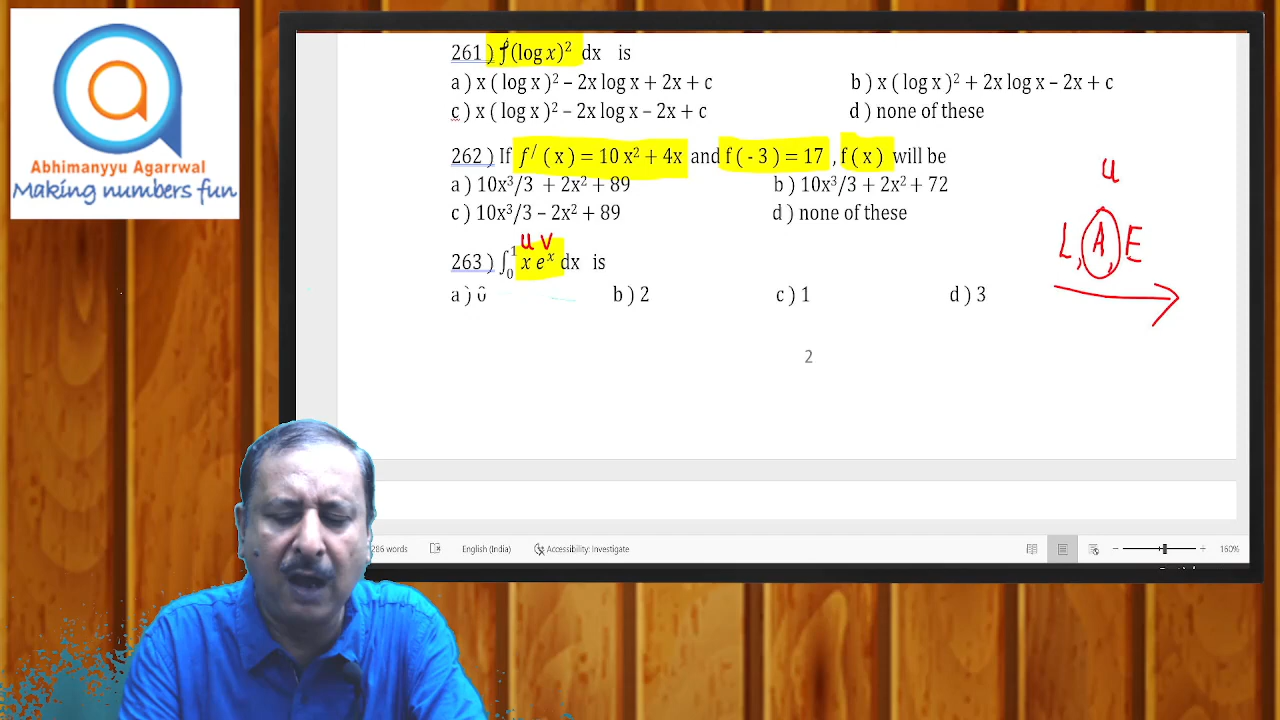 Abhimanyyu Agarrwal
Making numbers fun
261 ) ∫(log x)² dx is
a ) x ( log x )² – 2x log x + 2x + c b ) x ( log x )² + 2x log x – 2x + c
c ) x ( log x )² – 2x log x – 2x + c d ) none of these
262 ) If f′ ( x ) = 10 x² + 4x and f ( - 3 ) = 17 , f ( x ) will be
a ) 10x³/3 + 2x² + 89 b ) 10x³/3 + 2x² + 72
c ) 10x³/3 – 2x² + 89 d ) none of these
u v
263 ) ∫₀¹ x eˣ dx is
a ) 0 b ) 2 c ) 1 d ) 3
u
L, A, E
2
286 words English (India) Accessibility: Investigate 160%